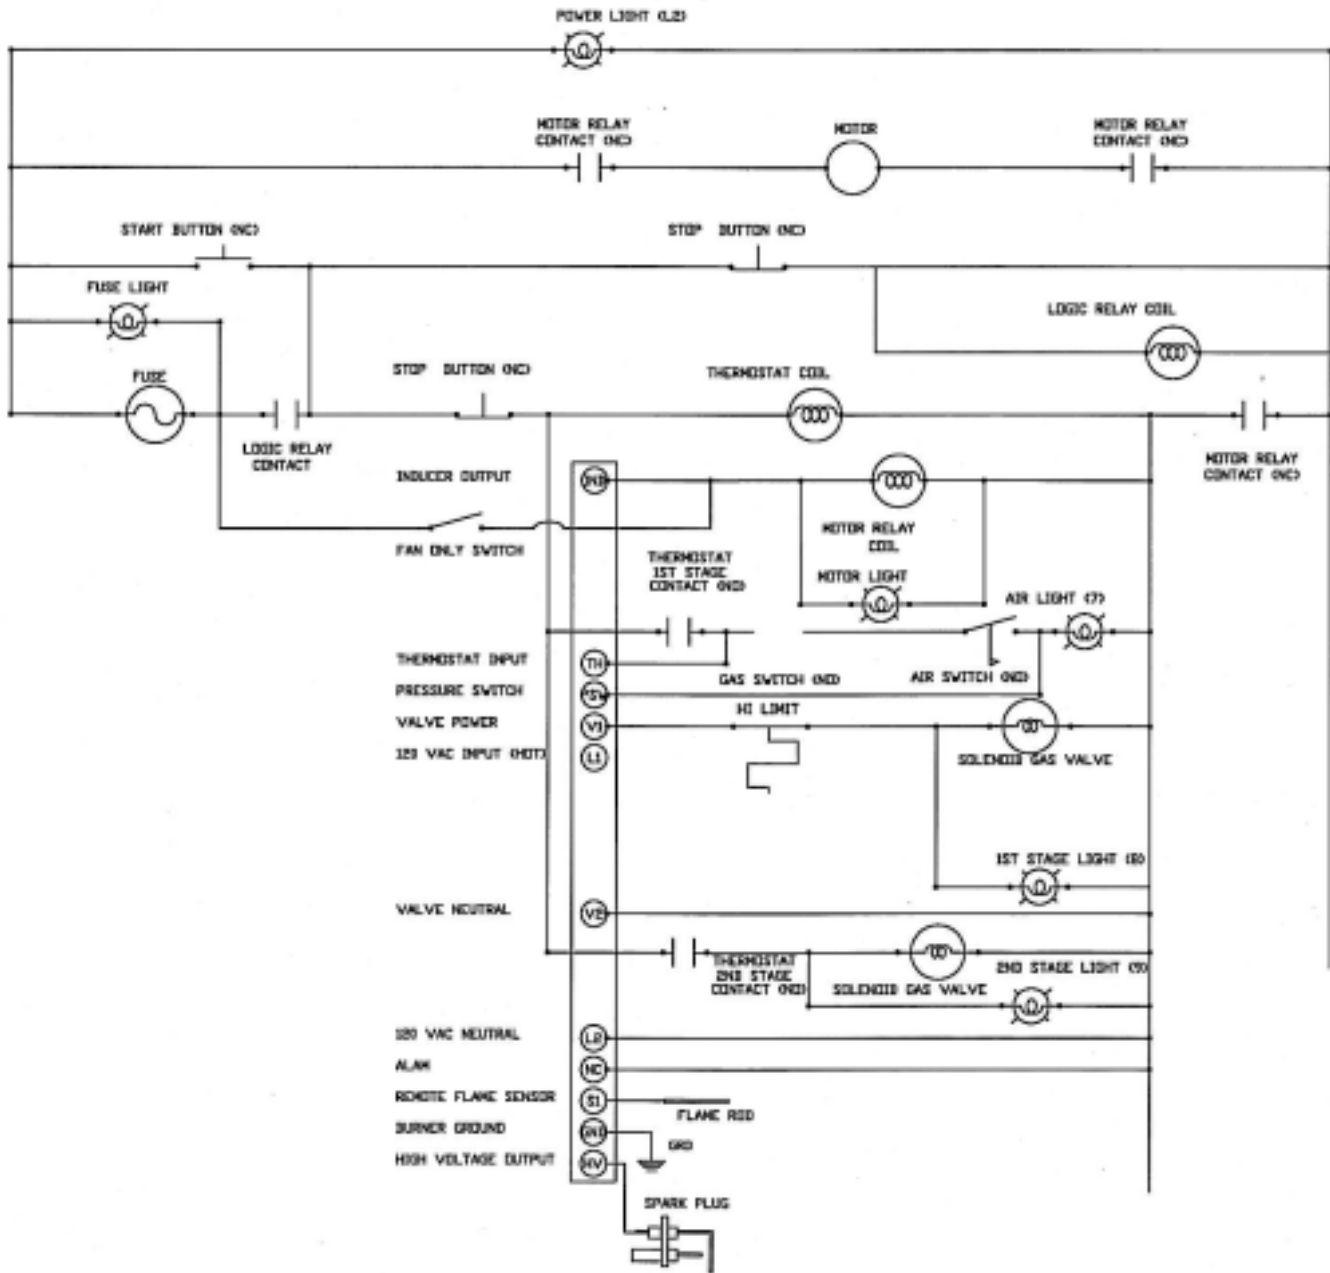 POWER LIGHT (L2)
MOTOR RELAY
CONTACT (NC)
MOTOR
MOTOR RELAY
CONTACT (NC)
START BUTTON (NC)
STOP BUTTON (NC)
FUSE LIGHT
LOGIC RELAY COIL
FUSE
STOP BUTTON (NC)
THERMOSTAT COIL
LOGIC RELAY
CONTACT
MOTOR RELAY
CONTACT (NC)
INDUCER OUTPUT
IND
MOTOR RELAY
COIL
FAN ONLY SWITCH
THERMOSTAT
1ST STAGE
CONTACT (NO)
MOTOR LIGHT
AIR LIGHT (7)
THERMOSTAT INPUT
TH
GAS SWITCH (NO)
AIR SWITCH (NO)
PRESSURE SWITCH
PSW
HI LIMIT
VALVE POWER
V1
120 VAC INPUT (HOT)
L1
SOLENOID GAS VALVE
1ST STAGE LIGHT (8)
VALVE NEUTRAL
V2
THERMOSTAT
2ND STAGE
CONTACT (NO)
SOLENOID GAS VALVE
2ND STAGE LIGHT (9)
120 VAC NEUTRAL
L2
ALAM
NC
REMOTE FLAME SENSOR
S1
FLAME ROD
BURNER GROUND
GND
GRD
HIGH VOLTAGE OUTPUT
HV
SPARK PLUG